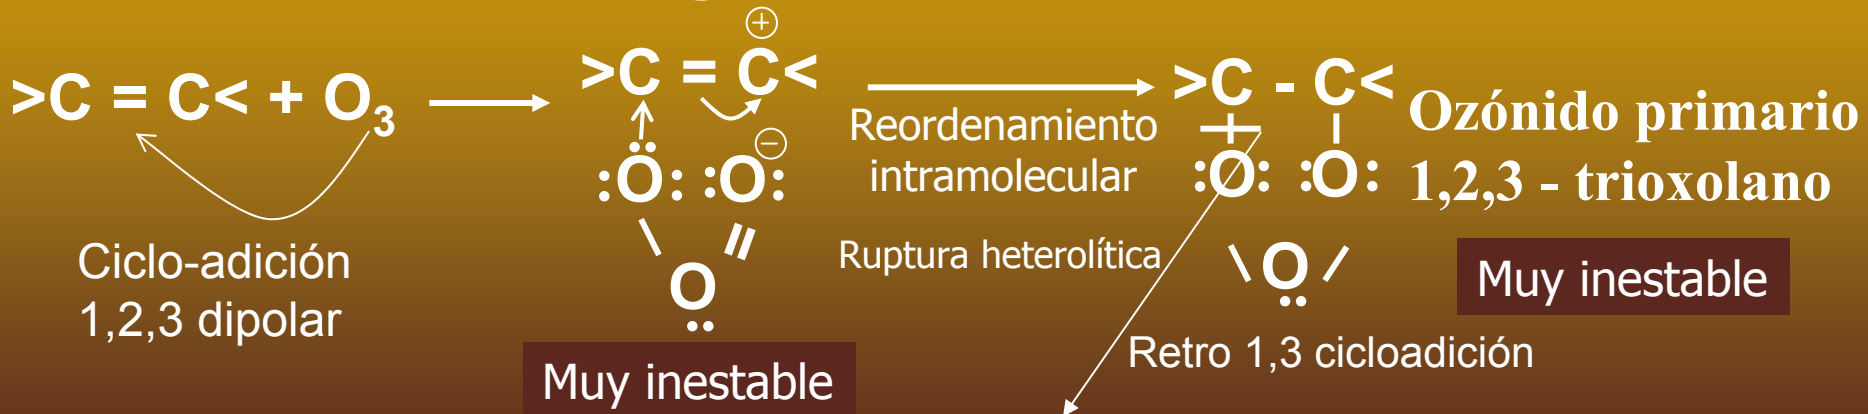 >C = C< + O3
Ciclo-adición
1,2,3 dipolar
⊕
>C = C<
⊖
:Ö: :O:
\ //
O
••
Muy inestable
Reordenamiento
intramolecular
Ruptura heterolítica
>C - C<
| |
:O: :O:
\ O /
••
Retro 1,3 cicloadición
Ozónido primario
1,2,3 - trioxolano
Muy inestable